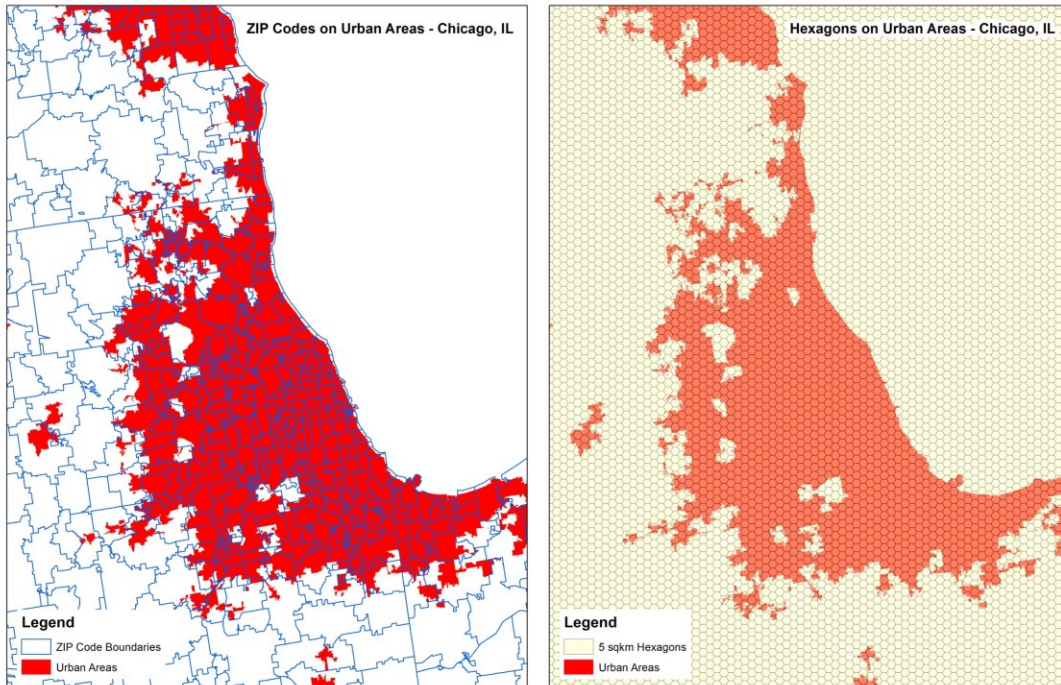 ZIP Codes on Urban Areas - Chicago, IL
Legend
ZIP Code Boundaries
Urban Areas
Hexagons on Urban Areas - Chicago, IL
Legend
5 sqkm Hexagons
Urban Areas